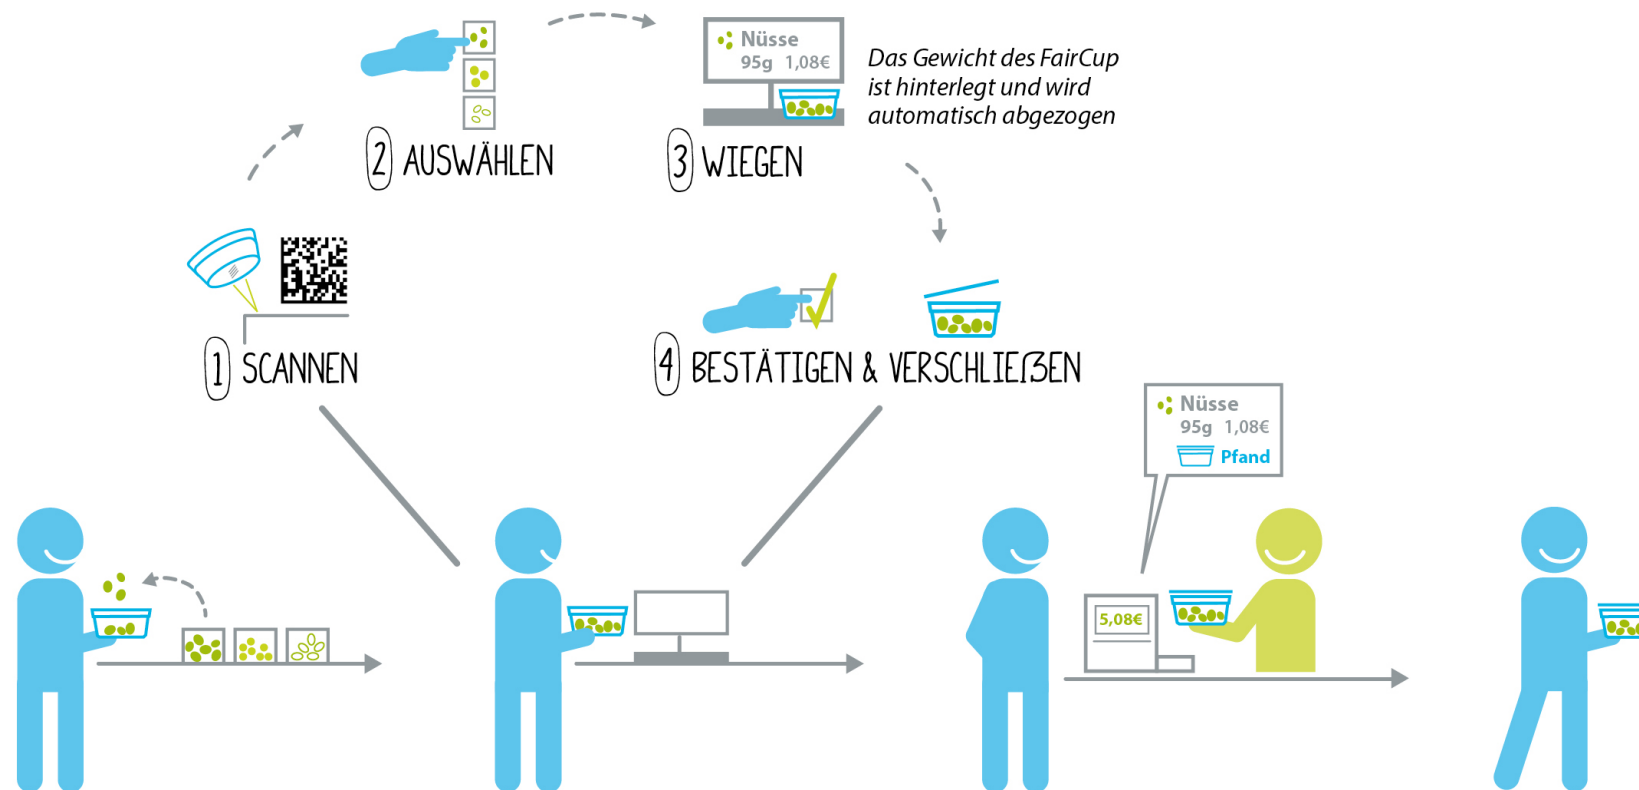 Nüsse
95g 1,08€
Das Gewicht des FairCup
ist hinterlegt und wird
automatisch abgezogen
2 AUSWÄHLEN
3 WIEGEN
1 SCANNEN
4 BESTÄTIGEN & VERSCHLIEẞEN
Nüsse
95g 1,08€
Pfand
5,08€